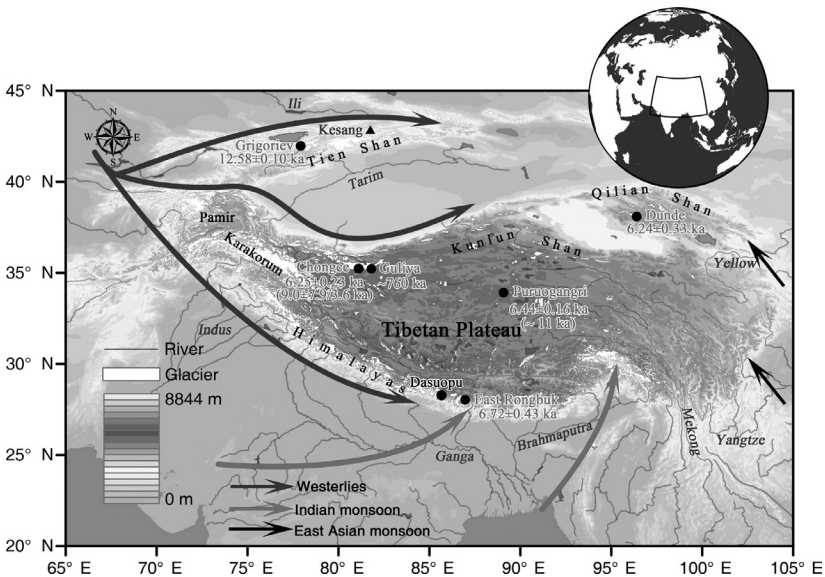 45° N
40° N
35° N
30° N
25° N
20° N
65° E
70° E
75° E
80° E
85° E
90° E
95° E
100° E
105° E
N
W
E
S
Ili
Kesang
Grigoriev
12.58±0.10 ka
Tien Shan
Tarim
Pamir
Qilian Shan
Dunde
6.24±0.33 ka
Kunlun Shan
Karakorum
Chongce
6.25±0.23 ka
(9.0±7.9/3.6 ka)
Guliya
~760 ka
Yellow
Puruogangri
6.44±0.16 ka
(~ 11 ka)
Indus
Himalayas
Tibetan Plateau
River
Glacier
8844 m
0 m
Dasuopu
East Rongbuk
6.72±0.43 ka
Brahmaputra
Ganga
Mekong
Yangtze
Westerlies
Indian monsoon
East Asian monsoon